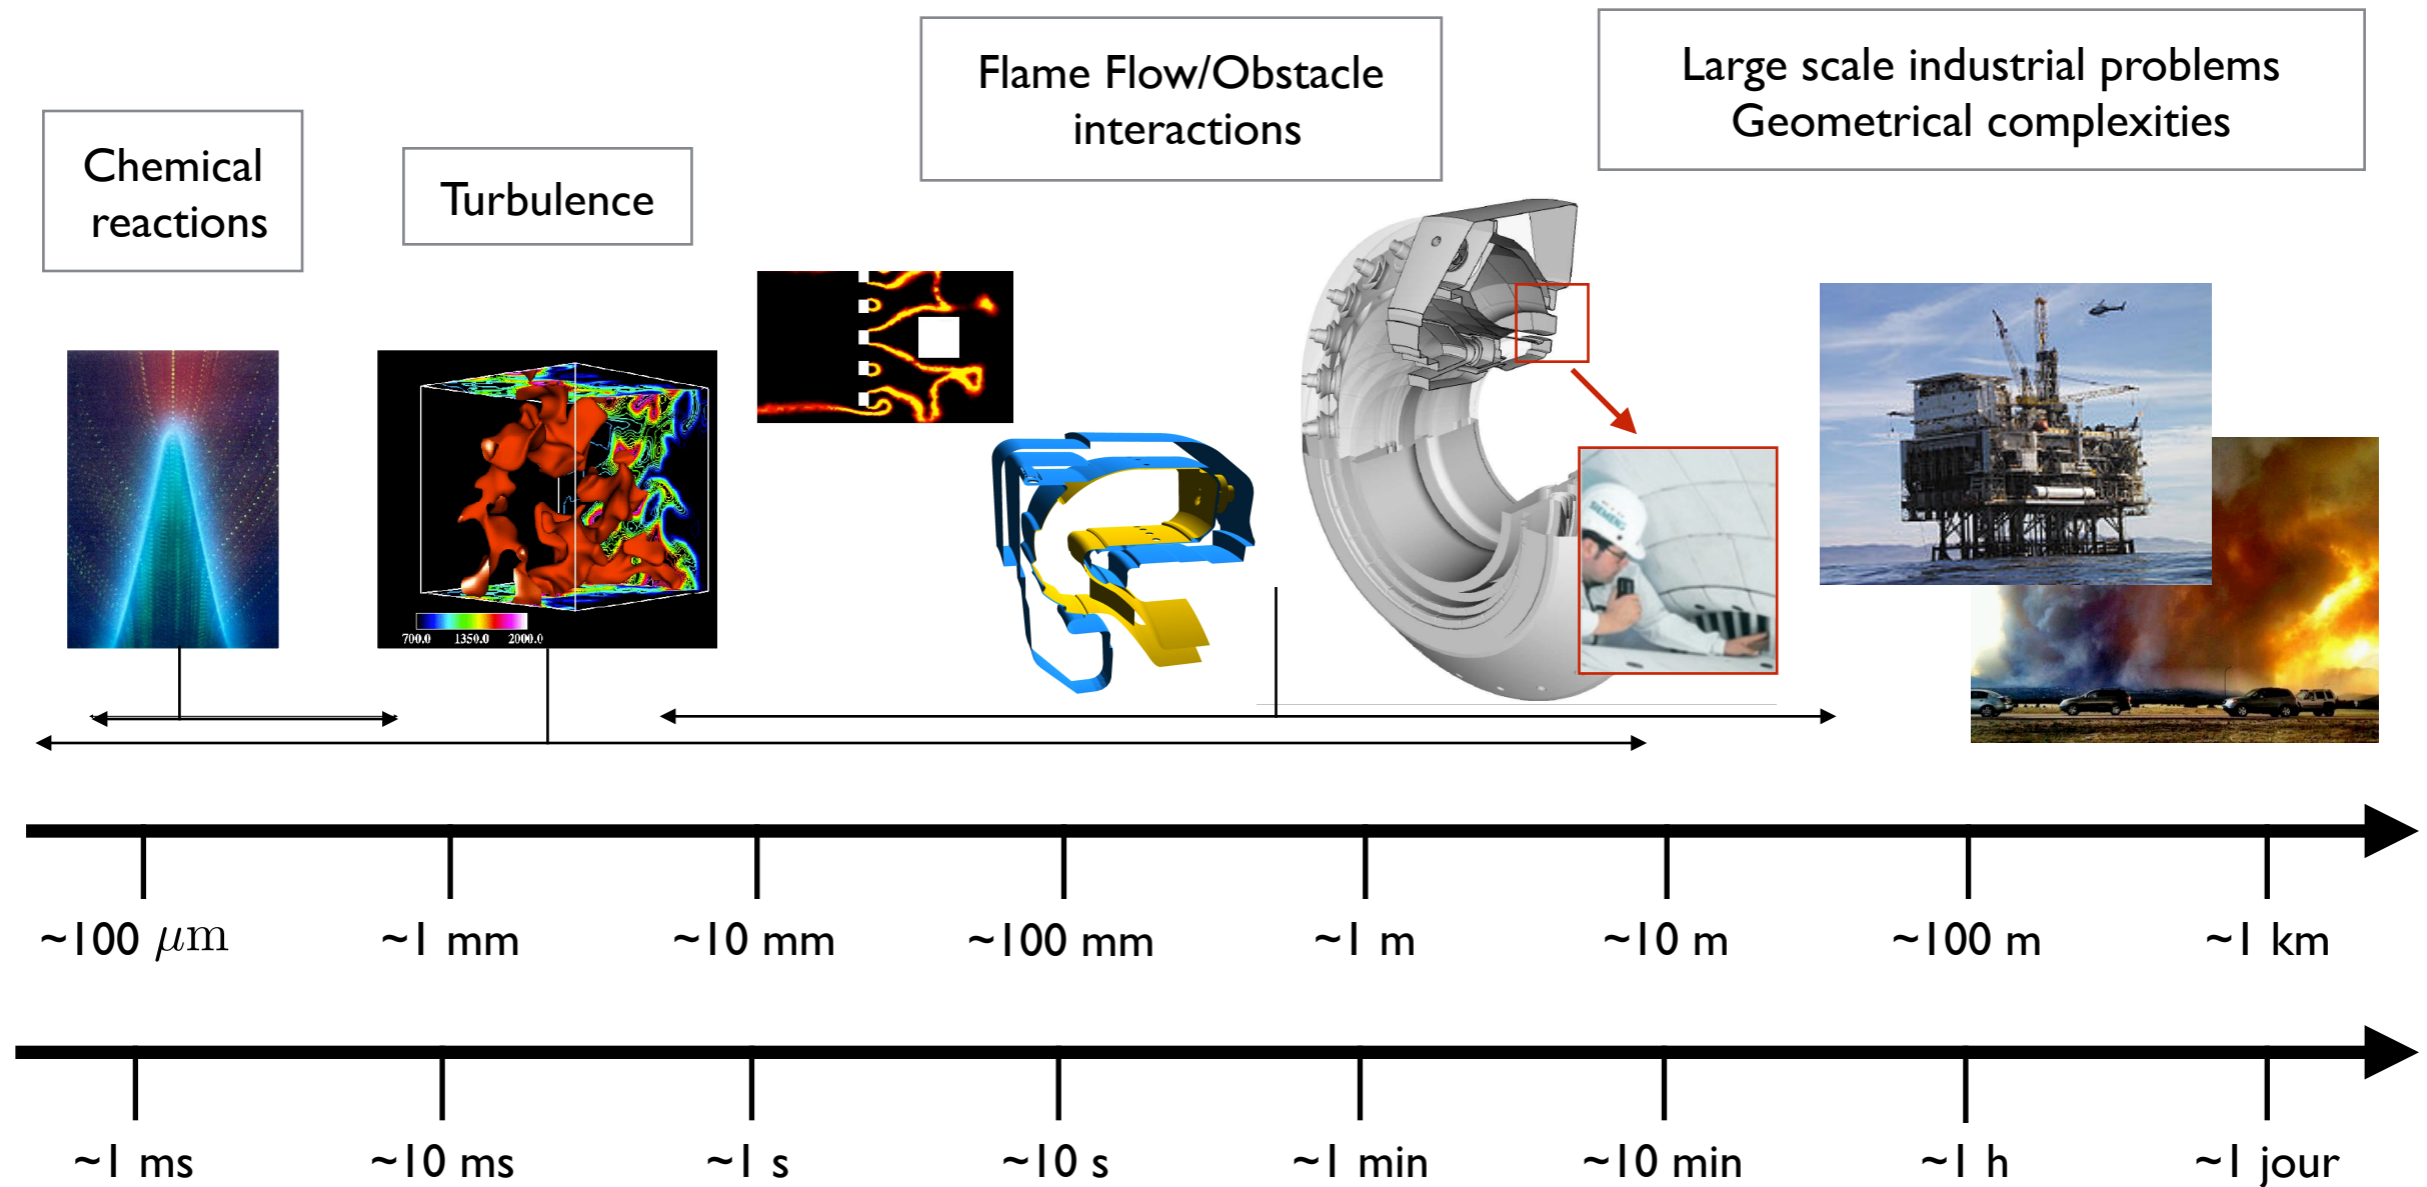 Chemical
reactions
Turbulence
Flame Flow/Obstacle
interactions
Large scale industrial problems
Geometrical complexities
700.0 1350.0 2000.0
SIEMENS
~100 μm ~1 mm ~10 mm ~100 mm ~1 m ~10 m ~100 m ~1 km
~1 ms ~10 ms ~1 s ~10 s ~1 min ~10 min ~1 h ~1 jour